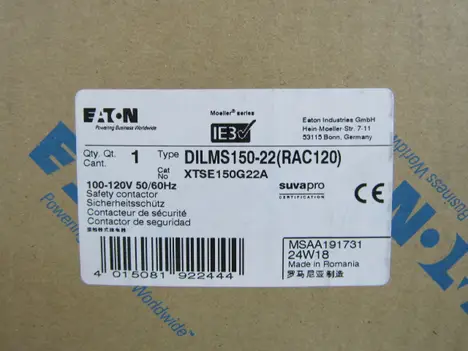 EATON
Powering Business Worldwide
Moeller® series
IE3✓
Eaton Industries GmbH
Hein-Moeller-Str. 7-11
53115 Bonn, Germany
Qty. Qt. Cant. 1
Type DILMS150-22(RAC120)
Cat No XTSE150G22A
100-120V 50/60Hz
Safety contactor
Sicherheitsschütz
Contacteur de sécurité
Contactor de seguridad
suvapro
CERTIFICATION
4 015081 922444
MSAA191731
24W18
Made in Romania
罗马尼亚制造
EAT
Worldwide™
E·T·N
Business Worldwide